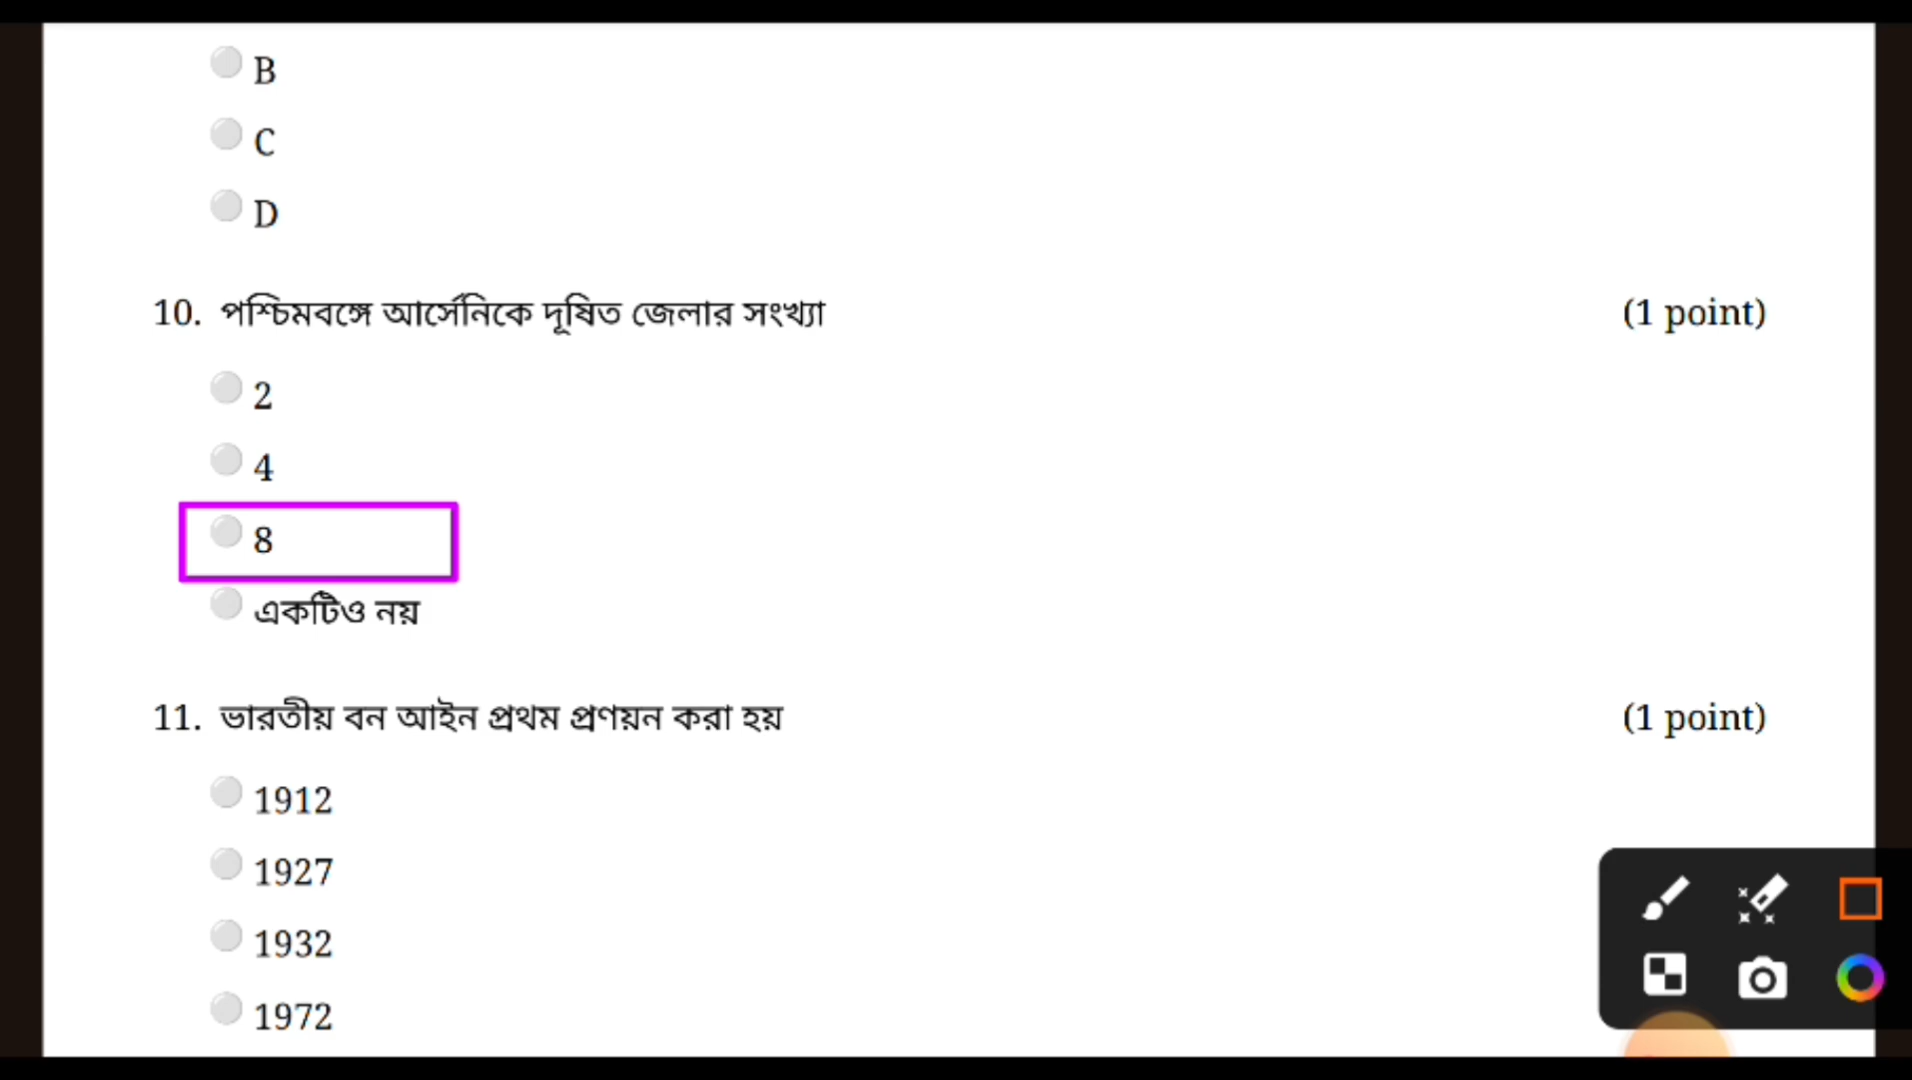 B
C
D
10. পশ্চিমবঙ্গে আর্সেনিকে দূষিত জেলার সংখ্যা (1 point)
2
4
8
একটিও নয়
11. ভারতীয় বন আইন প্রথম প্রণয়ন করা হয় (1 point)
1912
1927
1932
1972